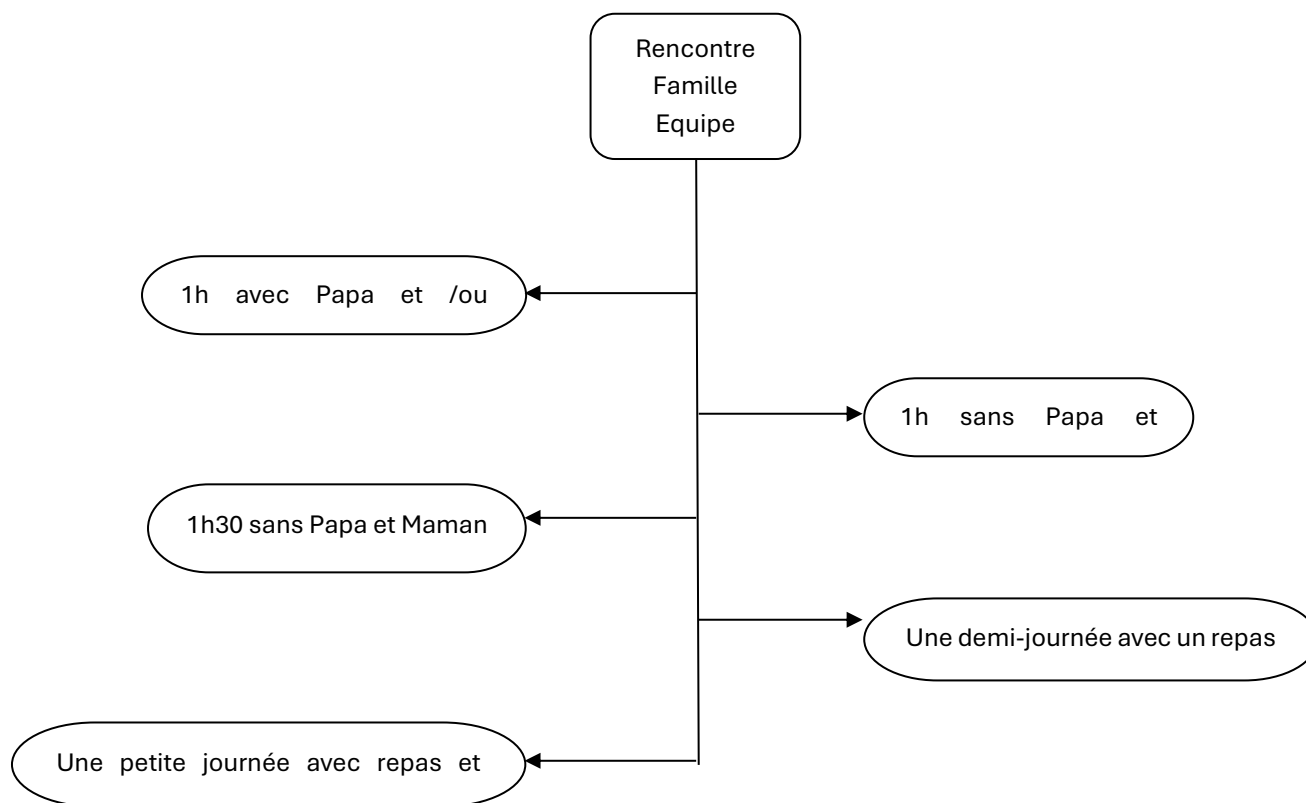 Rencontre
Famille
Equipe
1h avec Papa et /ou
1h sans Papa et
1h30 sans Papa et Maman
Une demi-journée avec un repas
Une petite journée avec repas et